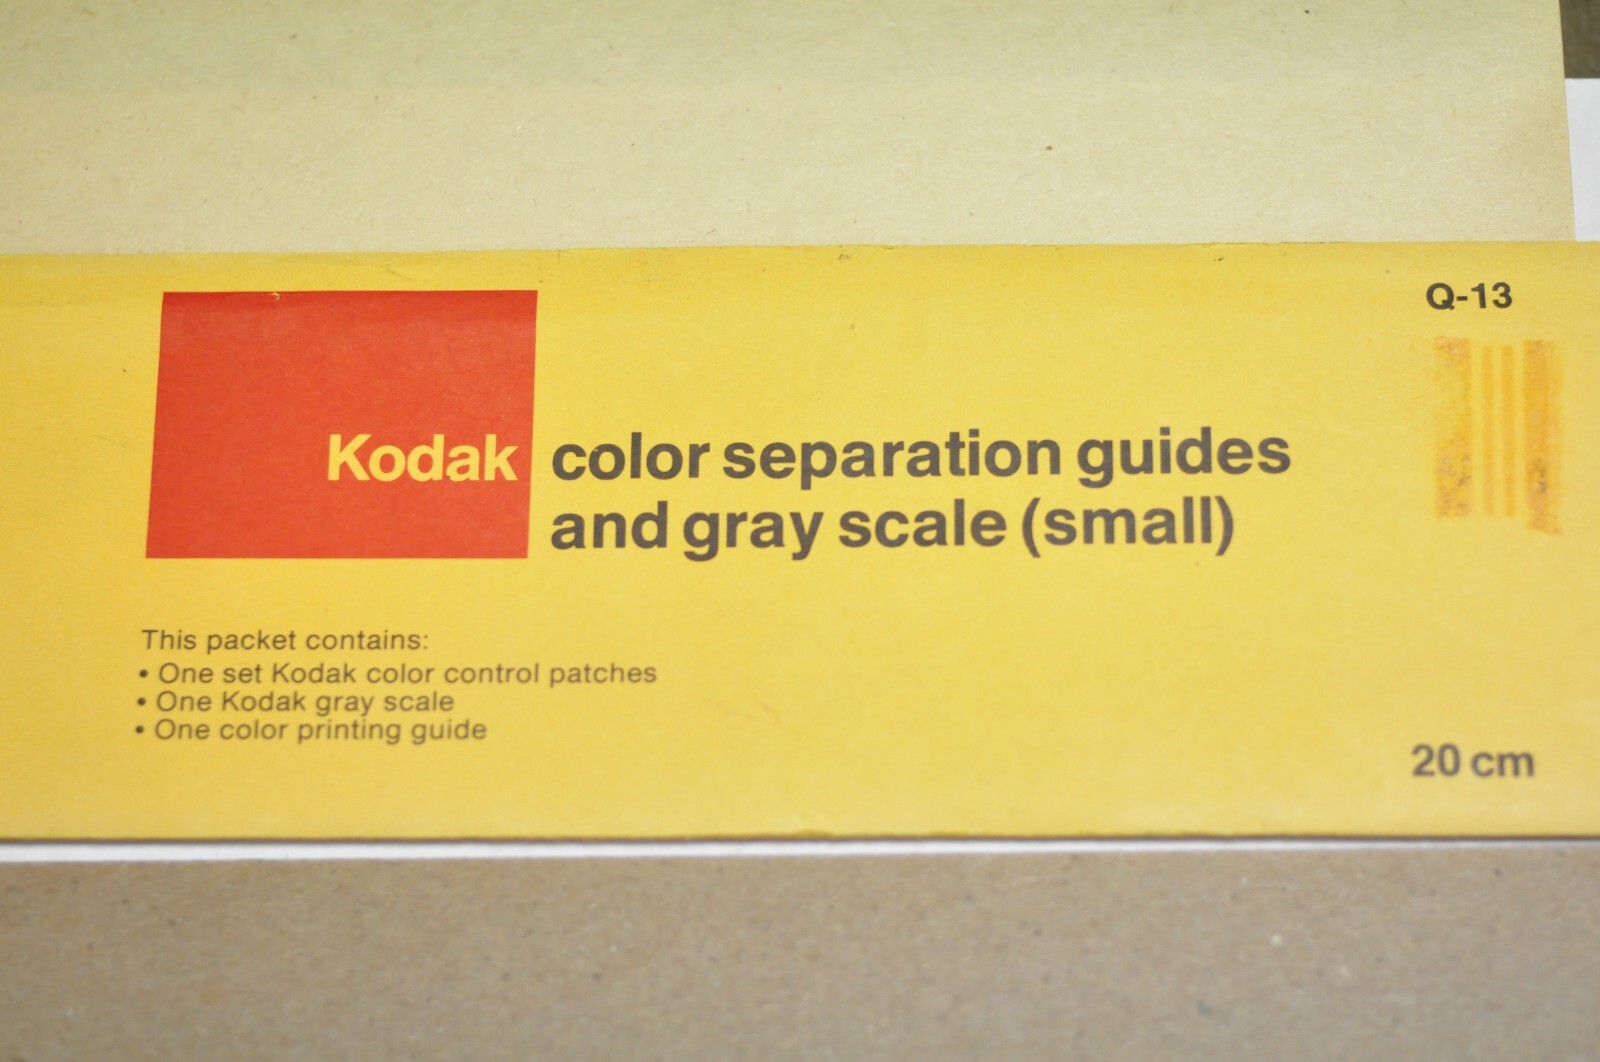 Q-13
Kodak color separation guides
and gray scale (small)
This packet contains:
• One set Kodak color control patches
• One Kodak gray scale
• One color printing guide
20 cm